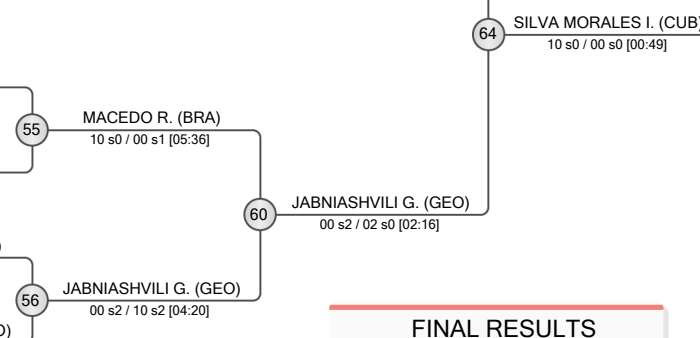 64
SILVA MORALES I. (CUB)
10 s0 / 00 s0 [00:49]
55
MACEDO R. (BRA)
10 s0 / 00 s1 [05:36]
60
JABNIASHVILI G. (GEO)
00 s2 / 02 s0 [02:16]
56
JABNIASHVILI G. (GEO)
00 s2 / 10 s2 [04:20]
FINAL RESULTS